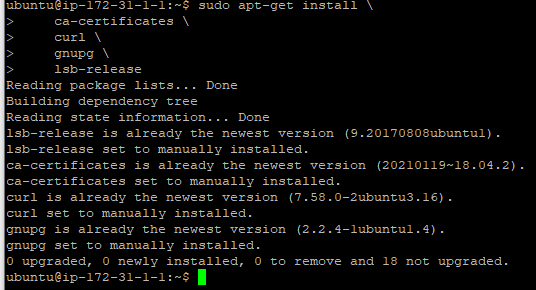 ubuntu@ip-172-31-1-1:~$ sudo apt-get install \
>     ca-certificates \
>     curl \
>     gnupg \
>     lsb-release
Reading package lists... Done
Building dependency tree
Reading state information... Done
lsb-release is already the newest version (9.20170808ubuntu1).
lsb-release set to manually installed.
ca-certificates is already the newest version (20210119~18.04.2).
ca-certificates set to manually installed.
curl is already the newest version (7.58.0-2ubuntu3.16).
curl set to manually installed.
gnupg is already the newest version (2.2.4-1ubuntu1.4).
gnupg set to manually installed.
0 upgraded, 0 newly installed, 0 to remove and 18 not upgraded.
ubuntu@ip-172-31-1-1:~$